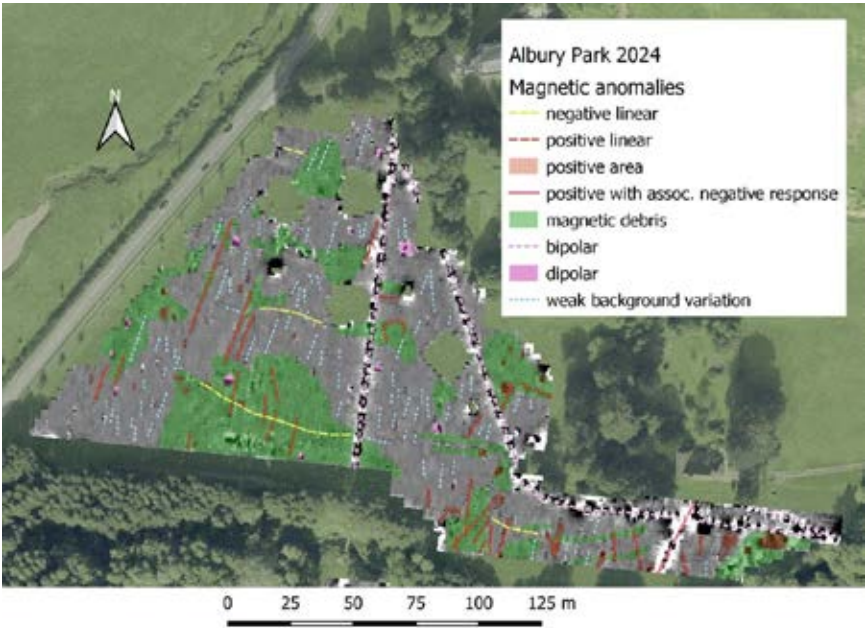 Albury Park 2024
Magnetic anomalies
negative linear
positive linear
positive area
positive with assoc. negative response
magnetic debris
bipolar
dipolar
weak background variation
N
0 25 50 75 100 125 m